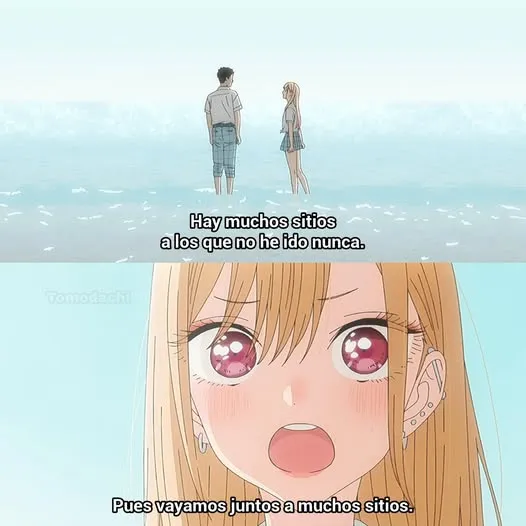 Hay muchos sitios
a los que no he ido nunca.
Tomodachi
Pues vayamos juntos a muchos sitios.